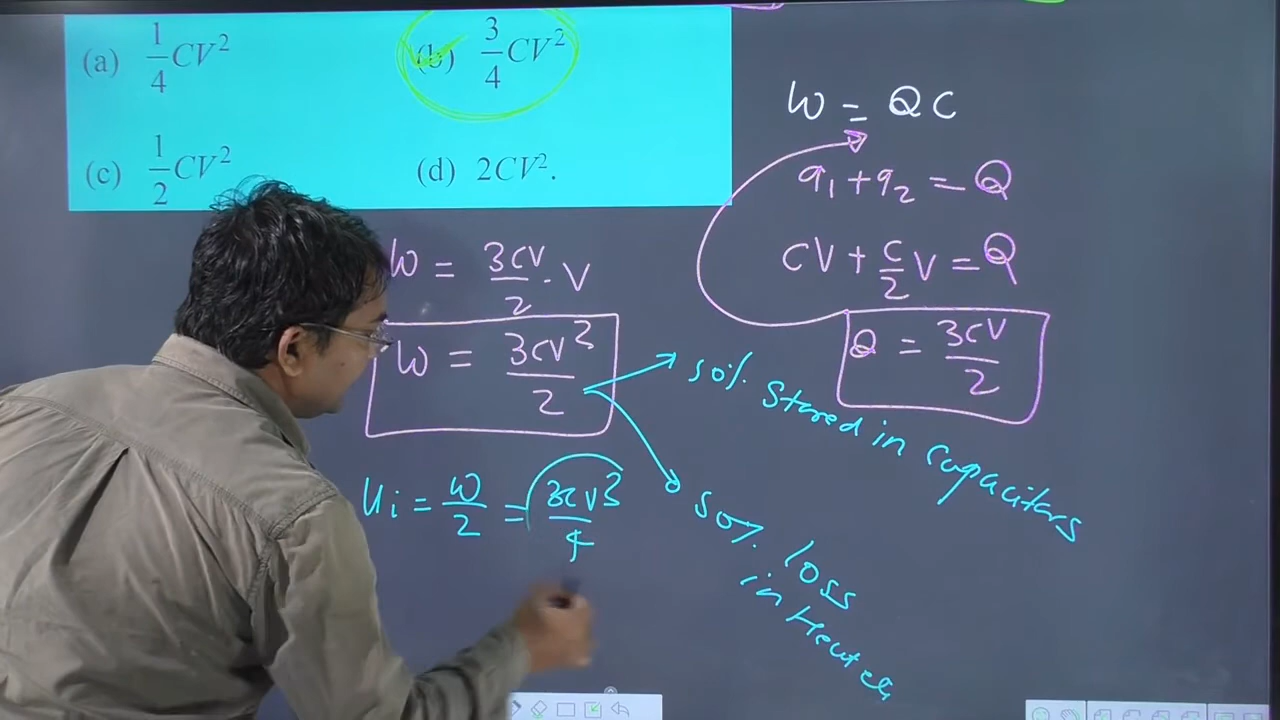 (a) 1/4 CV² (b) 3/4 CV²
(c) 1/2 CV² (d) 2CV².
W = QC
q₁ + q₂ = Q
CV + C/2 V = Q
Q = 3CV/2
W = 3CV/2 . V
W = 3CV²/2
50% Stored in Capacitors
50% loss
in Heat
Ui = W/2 = 3CV²/4